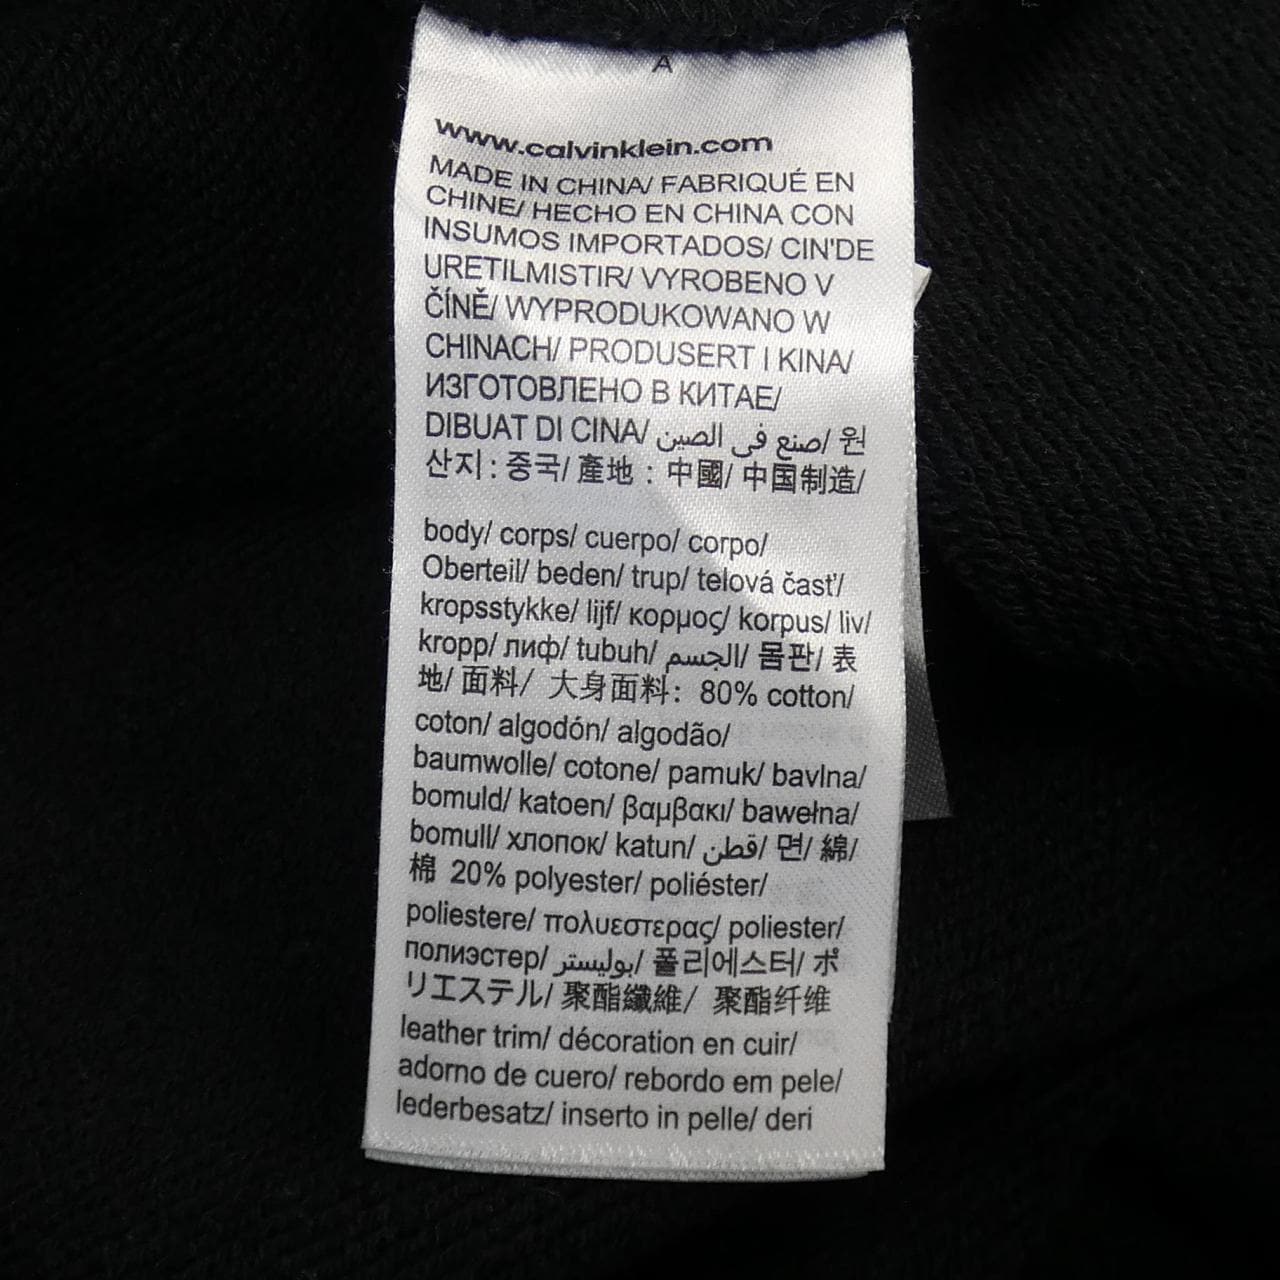 A
www.calvinklein.com
MADE IN CHINA/ FABRIQUÉ EN
CHINE/ HECHO EN CHINA CON
INSUMOS IMPORTADOS/ CIN'DE
URETILMISTIR/ VYROBENO V
ČÍNĚ/ WYPRODUKOWANO W
CHINACH/ PRODUSERT I KINA/
ИЗГОТОВЛЕНО В КИТАЕ/
DIBUAT DI CINA/ صنع في الصين/ 원
산지 : 중국/ 產地 : 中國/ 中国制造/
body/ corps/ cuerpo/ corpo/
Oberteil/ beden/ trup/ telová časť/
kropsstykke/ lijf/ κορμος/ korpus/ liv/
kropp/ лиф/ tubuh/ الجسم/ 몸판/ 表
地/ 面料/ 大身面料: 80% cotton/
coton/ algodón/ algodão/
baumwolle/ cotone/ pamuk/ bavlna/
bomuld/ katoen/ βαμβακι/ bawełna/
bomull/ хлопок/ katun/ قطن/ 면/ 綿/
棉 20% polyester/ poliéster/
poliestere/ πολυεστερας/ poliester/
полиэстер/ بوليستر/ 폴리에스터/ ポ
リエステル/ 聚酯纖維/ 聚酯纤维
leather trim/ décoration en cuir/
adorno de cuero/ rebordo em pele/
lederbesatz/ inserto in pelle/ deri